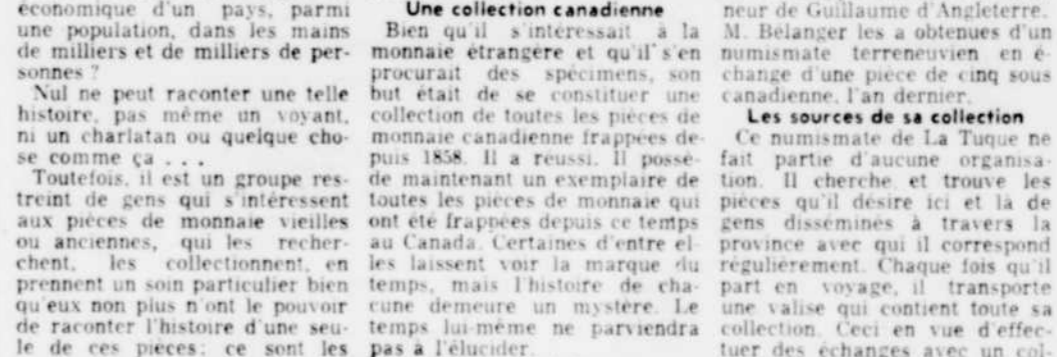 économique d'un pays, parmi
une population, dans les mains
de milliers et de milliers de per-
sonnes ?
Nul ne peut raconter une telle
histoire, pas même un voyant,
ni un charlatan ou quelque cho-
se comme ça . . .
Toutefois, il est un groupe res-
treint de gens qui s'intéressent
aux pièces de monnaie vieilles
ou anciennes, qui les recher-
chent, les collectionnent, en
prennent un soin particulier bien
qu'eux non plus n'ont le pouvoir
de raconter l'histoire d'une seu-
le de ces pièces: ce sont les
Une collection canadienne
Bien qu'il s'intéressait à la
monnaie étrangère et qu'il s'en
procurait des spécimens, son
but était de se constituer une
collection de toutes les pièces de
monnaie canadienne frappées de-
puis 1858. Il a réussi. Il possè-
de maintenant un exemplaire de
toutes les pièces de monnaie qui
ont été frappées depuis ce temps
au Canada. Certaines d'entre el-
les laissent voir la marque du
temps, mais l'histoire de cha-
cune demeure un mystère. Le
temps lui-même ne parviendra
pas à l'élucider.
neur de Guillaume d'Angleterre.
M. Bélanger les a obtenues d'un
numismate terreneuvien en é-
change d'une pièce de cinq sous
canadienne, l'an dernier.
Les sources de sa collection
Ce numismate de La Tuque ne
fait partie d'aucune organisa-
tion. Il cherche et trouve les
pièces qu'il désire ici et là de
gens disséminés à travers la
province avec qui il correspond
régulièrement. Chaque fois qu'il
part en voyage, il transporte
une valise qui contient toute sa
collection. Ceci en vue d'effec-
tuer des échanges avec un col-